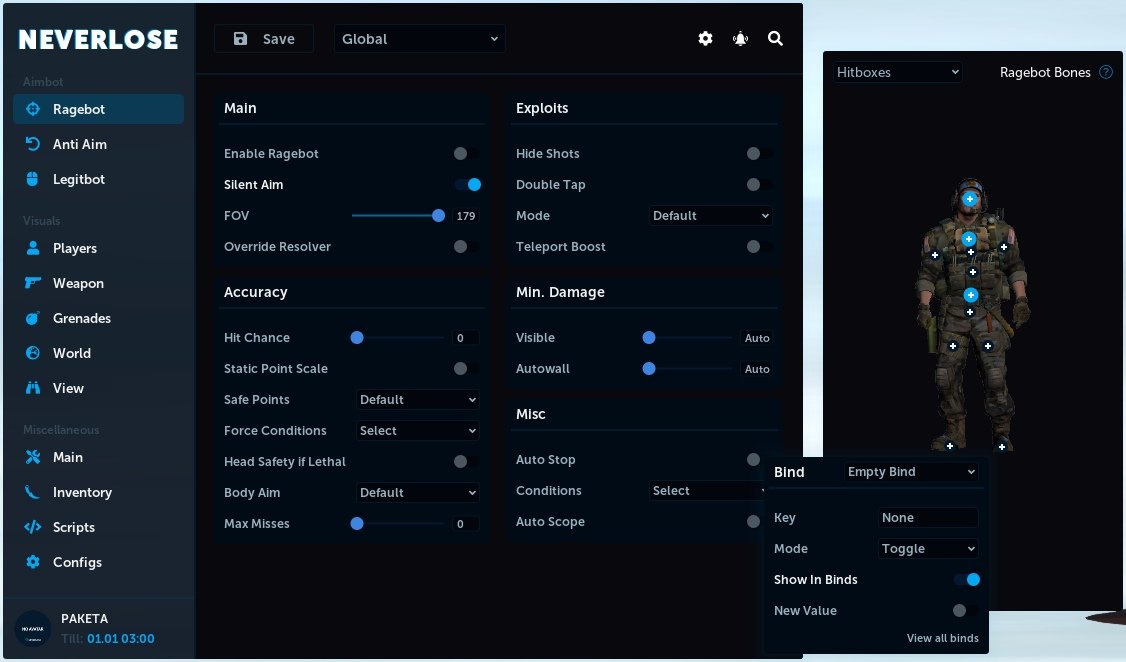 NEVERLOSE
Aimbot
Ragebot
Anti Aim
Legitbot
Visuals
Players
Weapon
Grenades
World
View
Miscellaneous
Main
Inventory
Scripts
Configs
PAKETA
Till: 01.01 03:00
NO AVATAR
Save
Global
Main
Enable Ragebot
Silent Aim
FOV 179
Override Resolver
Accuracy
Hit Chance 0
Static Point Scale
Safe Points Default
Force Conditions Select
Head Safety if Lethal
Body Aim Default
Max Misses 0
Exploits
Hide Shots
Double Tap
Mode Default
Teleport Boost
Min. Damage
Visible Auto
Autowall Auto
Misc
Auto Stop
Conditions Select
Auto Scope
Hitboxes Ragebot Bones ?
Bind Empty Bind
Key None
Mode Toggle
Show In Binds
New Value
View all binds